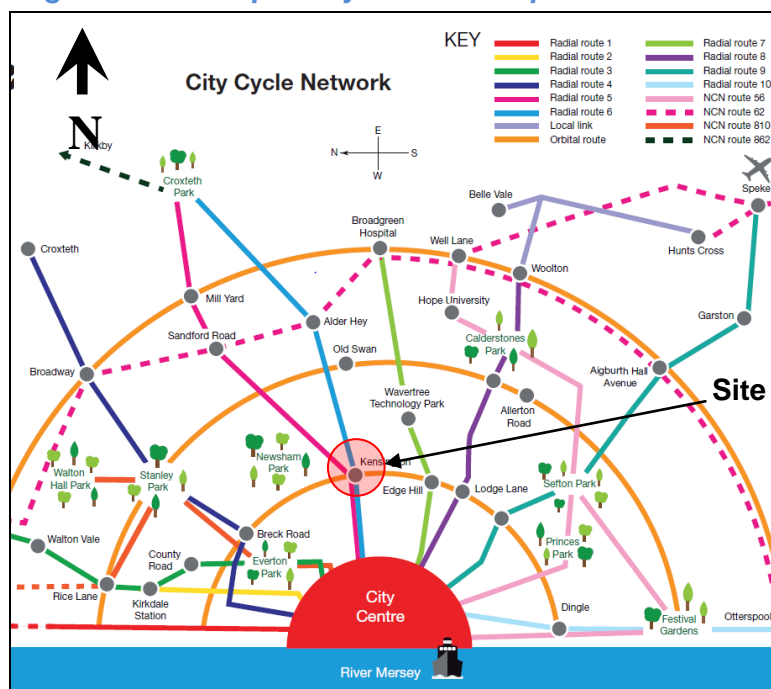 KEY
Radial route 1
Radial route 2
Radial route 3
Radial route 4
Radial route 5
Radial route 6
Local link
Orbital route
Radial route 7
Radial route 8
Radial route 9
Radial route 10
NCN route 56
NCN route 62
NCN route 810
NCN route 862
City Cycle Network
N
Kirkby
E
N
S
W
Croxteth
Park
Speke
Belle Vale
Broadgreen
Hospital
Well Lane
Hunts Cross
Croxteth
Woolton
Mill Yard
Hope University
Garston
Alder Hey
Sandford Road
Calderstones
Park
Old Swan
Broadway
Aigburth Hall
Avenue
Site
Wavertree
Technology Park
Allerton
Road
Newsham
Park
Kensington
Walton
Hall Park
Stanley
Park
Edge Hill
Lodge Lane
Sefton Park
Breck Road
Princes
Park
Walton Vale
County
Road
Everton
Park
Rice Lane
Kirkdale
Station
City
Centre
Dingle
Festival
Gardens
Otterspool
River Mersey